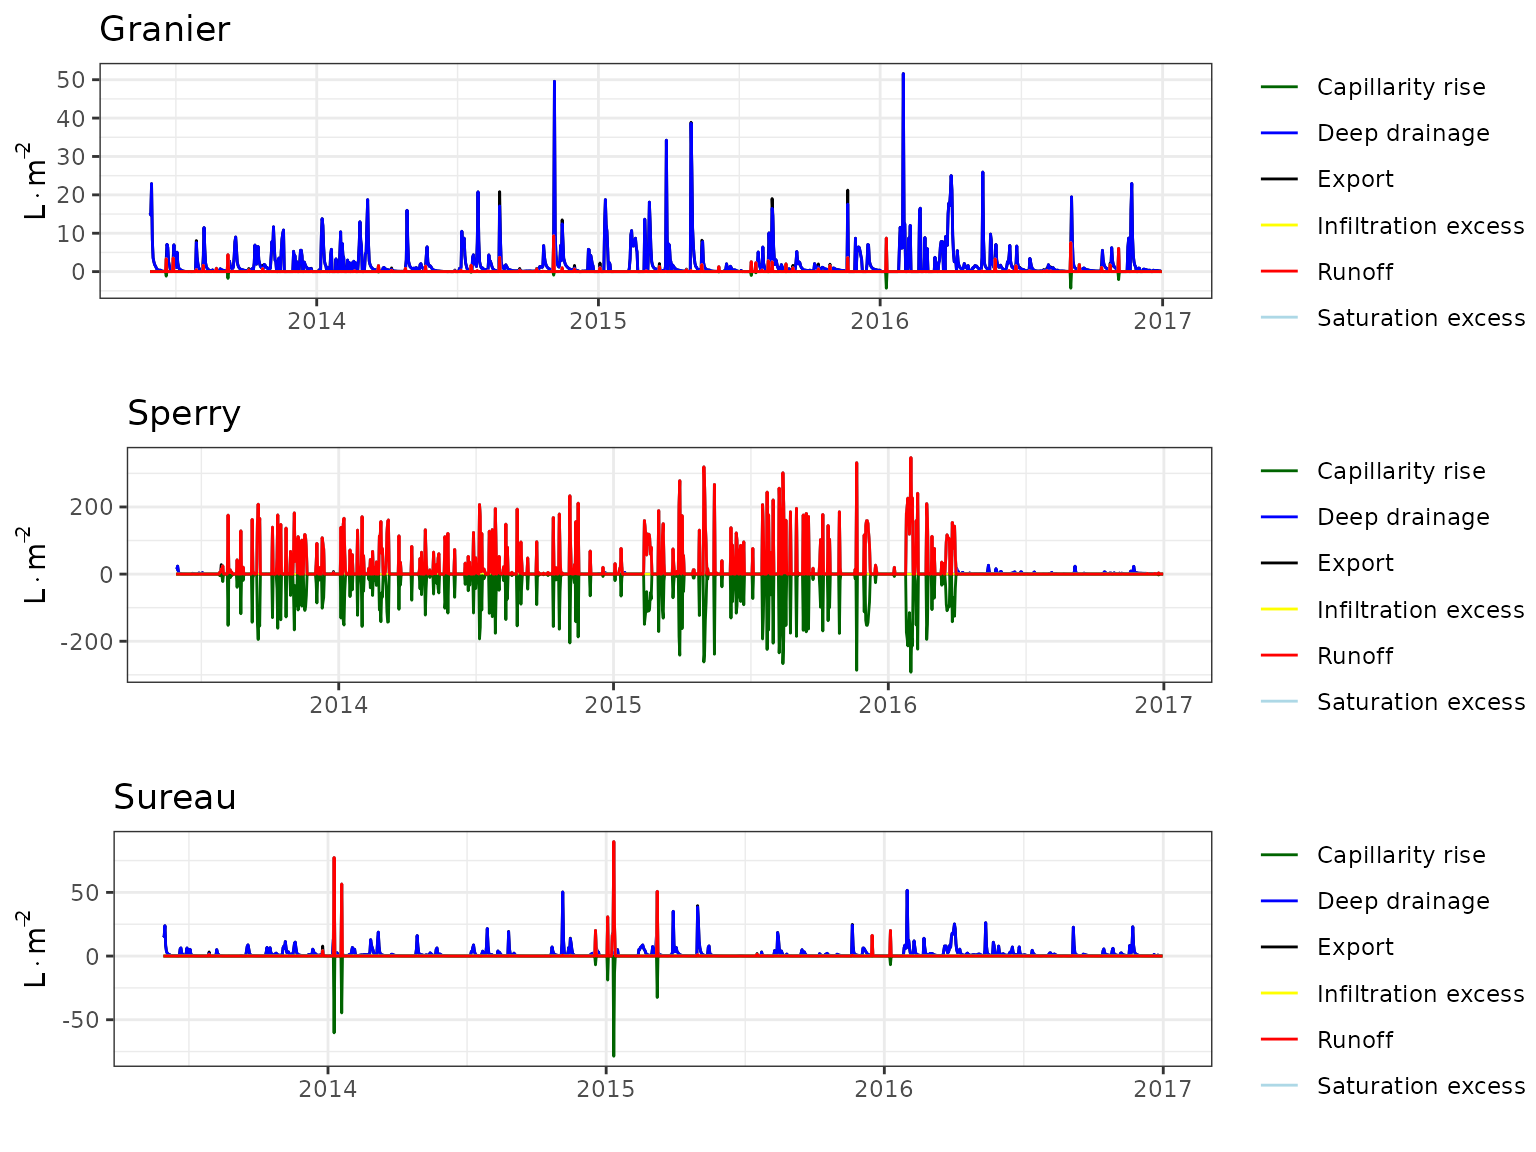 Granier
L·m⁻²
50
40
30
20
10
0
2014 2015 2016 2017
Capillarity rise
Deep drainage
Export
Infiltration excess
Runoff
Saturation excess
Sperry
L·m⁻²
200
0
-200
2014 2015 2016 2017
Capillarity rise
Deep drainage
Export
Infiltration excess
Runoff
Saturation excess
Sureau
L·m⁻²
50
0
-50
2014 2015 2016 2017
Capillarity rise
Deep drainage
Export
Infiltration excess
Runoff
Saturation excess